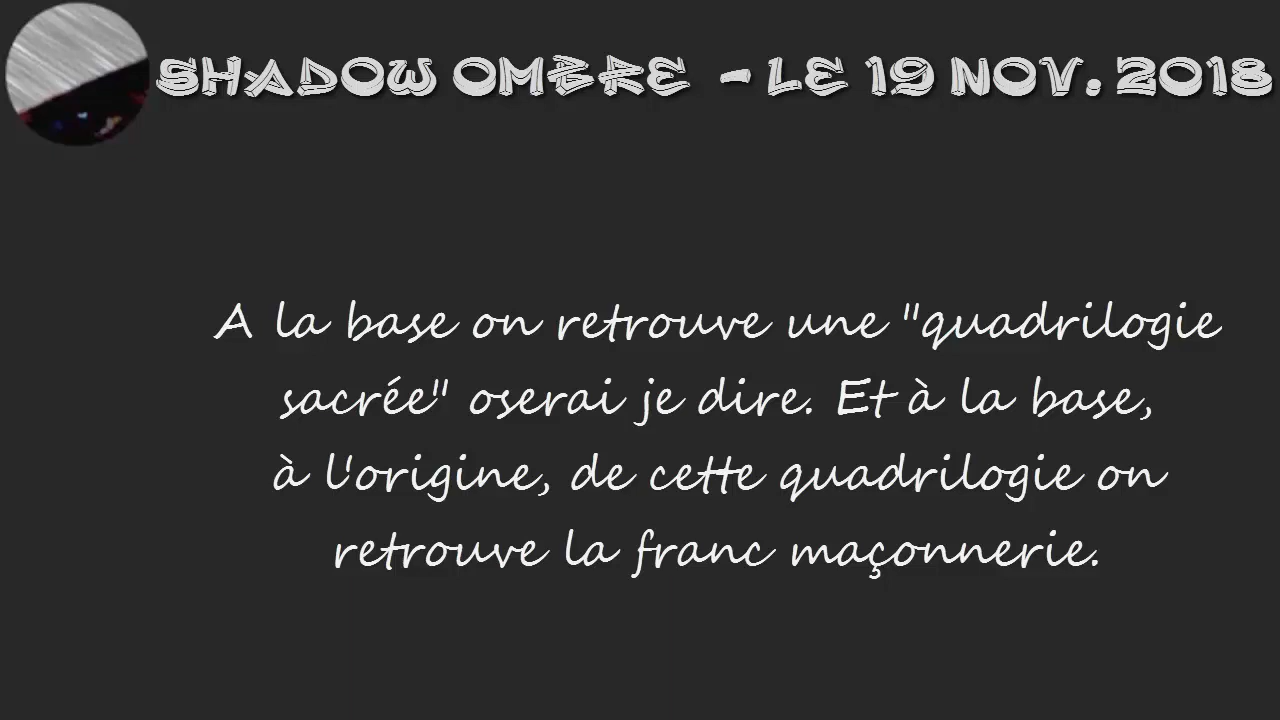 SHADOW OMBRE - LE 19 NOV. 2018
A la base on retrouve une "quadrilogie
sacrée" oserai je dire. Et à la base,
à l'origine, de cette quadrilogie on
retrouve la franc maçonnerie.